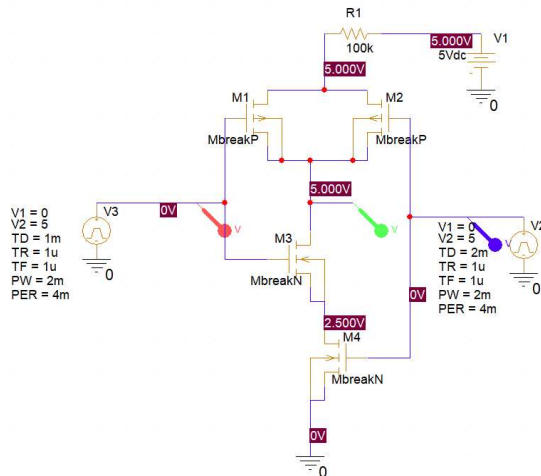 R1
100k
5.000V
V1
5Vdc
5.000V
0
M1
M2
MbreakP
MbreakP
5.000V
V1 = 0
V2 = 5
TD = 1m
TR = 1u
TF = 1u
PW = 2m
PER = 4m
V3
0V
V
0
M3
MbreakN
V
V1 = 0
V2 = 5
TD = 2m
TR = 1u
TF = 1u
PW = 2m
PER = 4m
V
V2
0
0V
2.500V
M4
MbreakN
0V
0